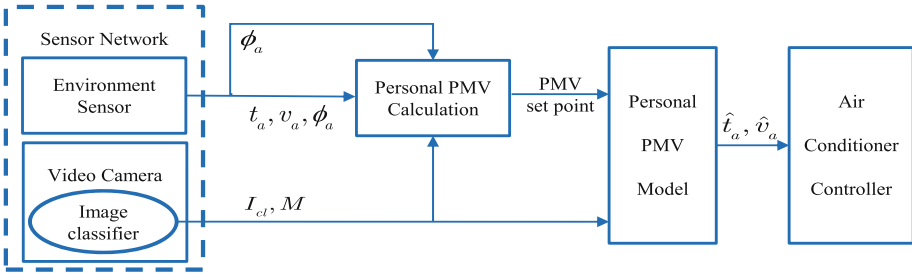 Sensor Network
Environment
Sensor
Video Camera
Image
classifier
ϕₐ
tₐ, vₐ, ϕₐ
I_cl, M
Personal PMV
Calculation
PMV
set point
Personal
PMV
Model
t̂ₐ, v̂ₐ
Air
Conditioner
Controller